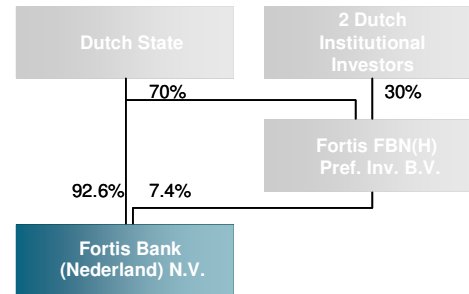 Dutch State
2 Dutch
Institutional
Investors
70%
30%
Fortis FBN(H)
Pref. Inv. B.V.
92.6%
7.4%
Fortis Bank
(Nederland) N.V.